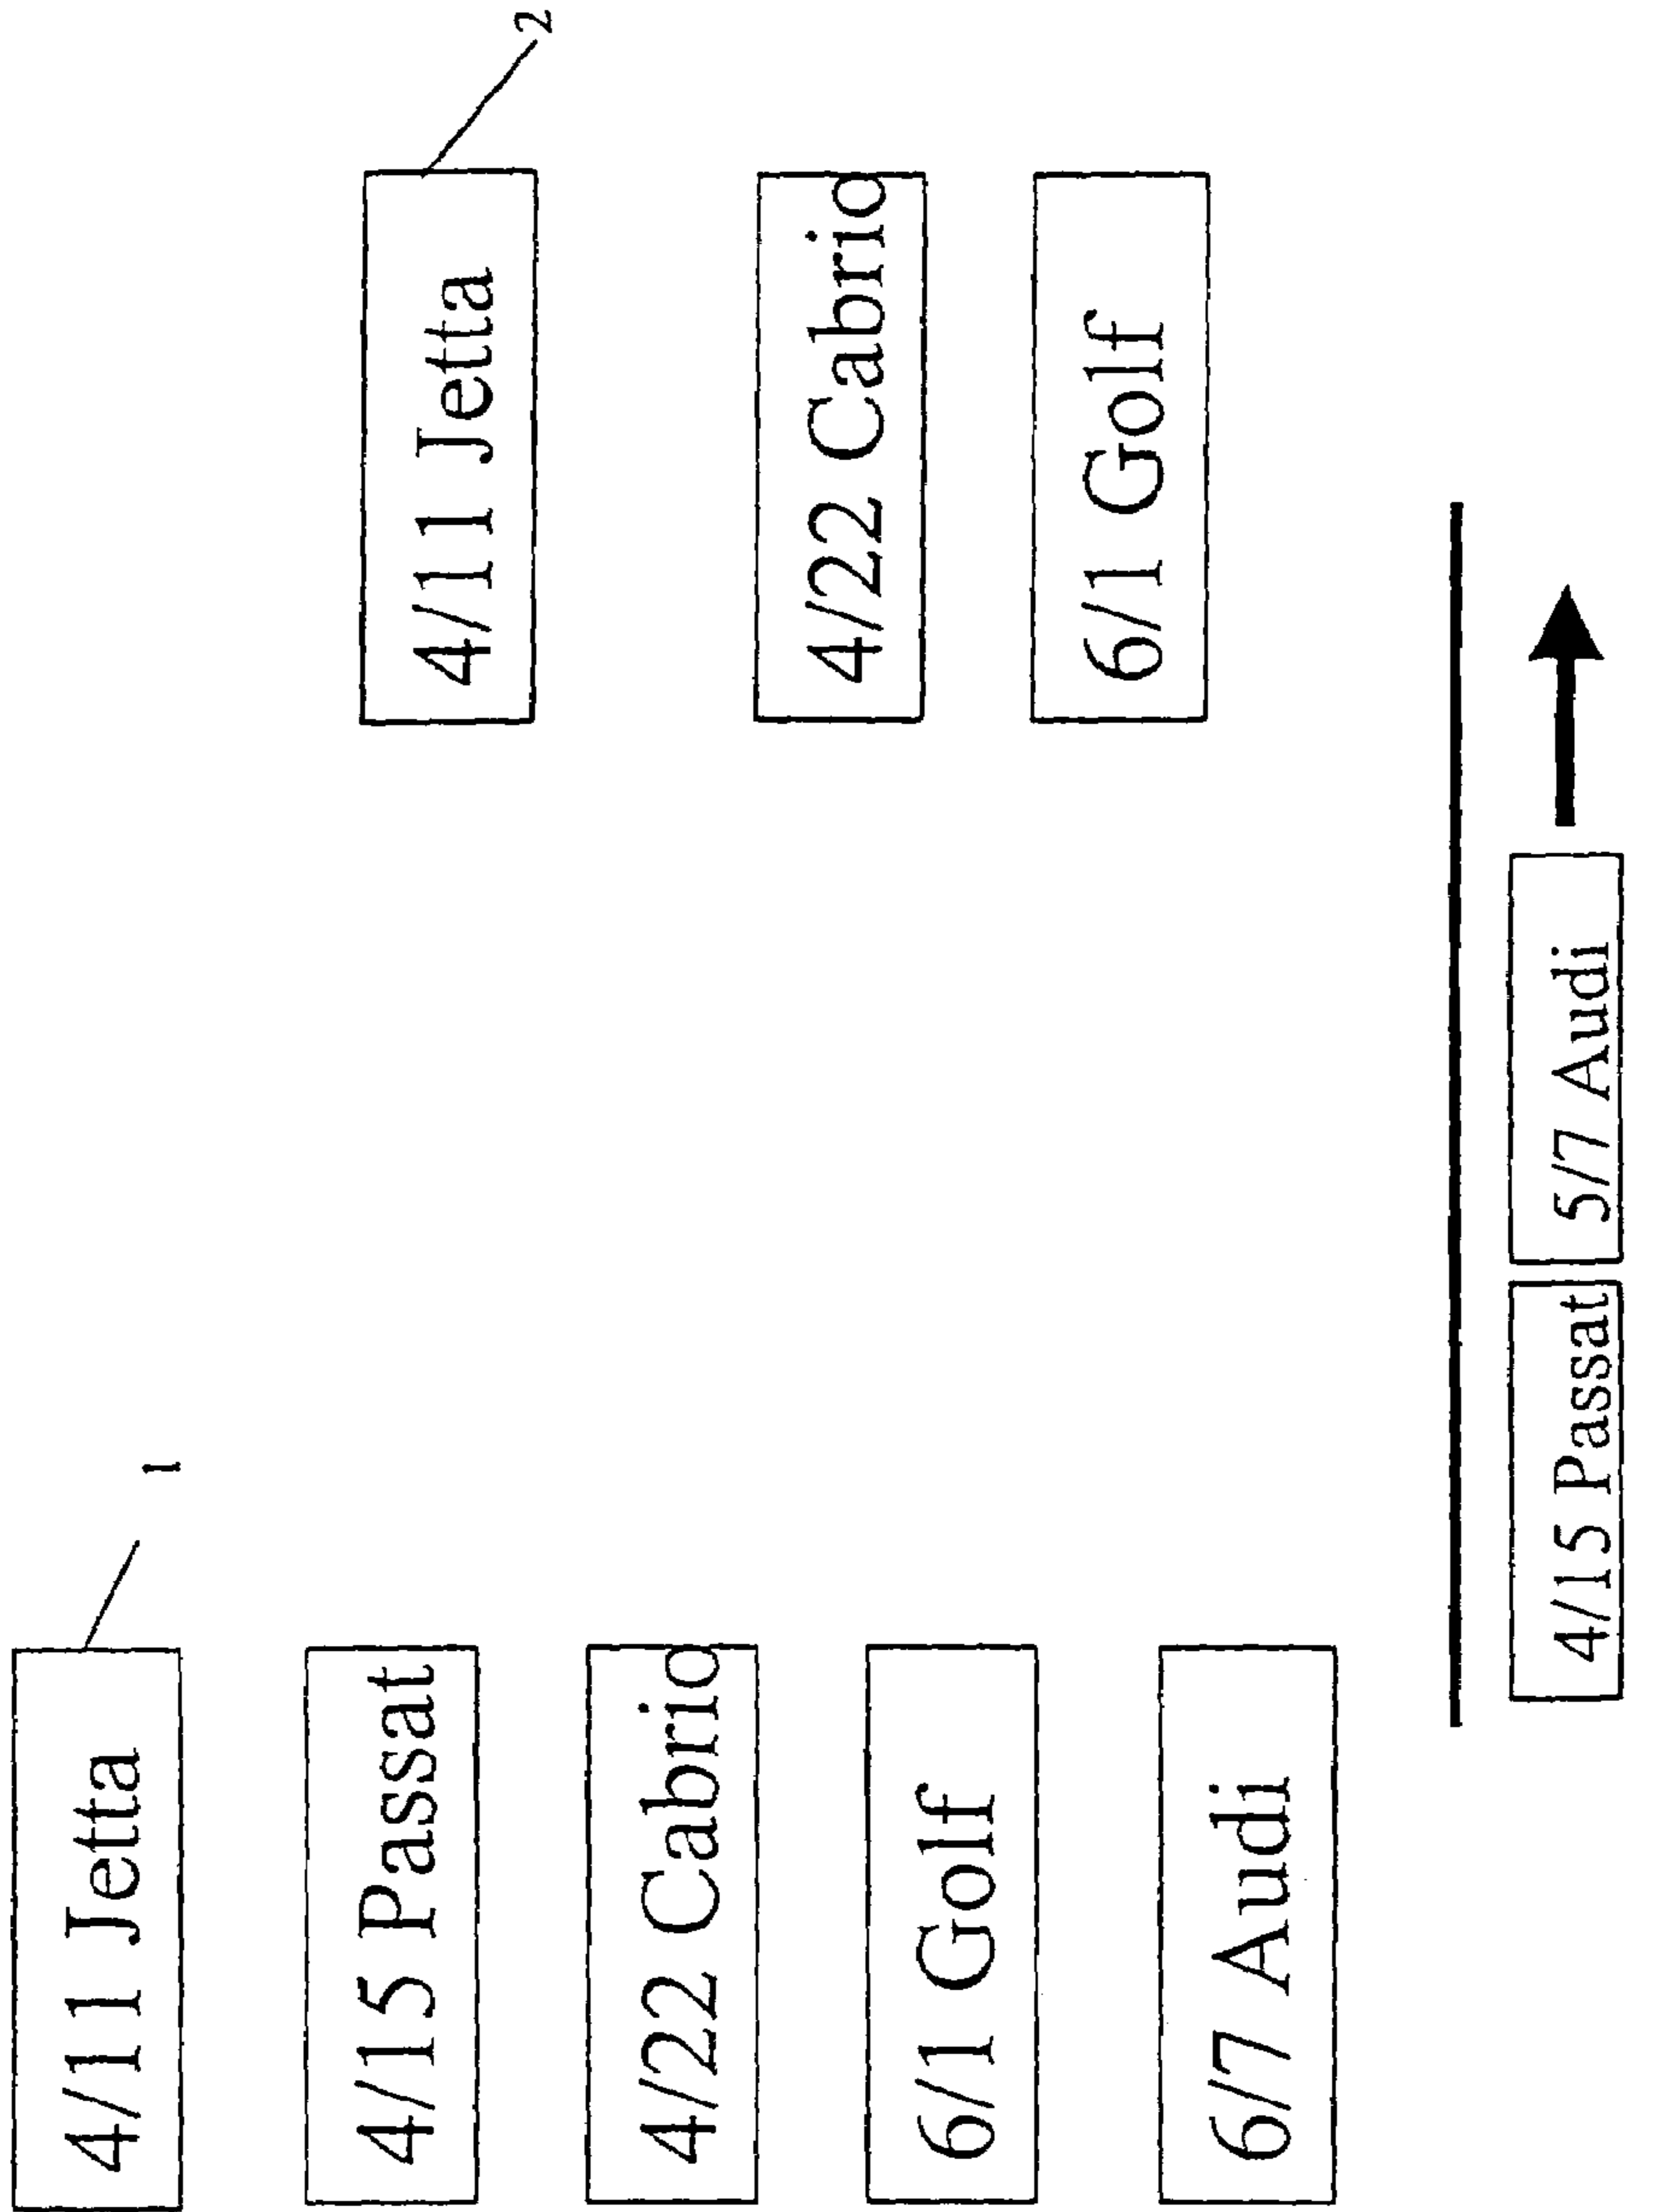 4/11 Jetta
1
4/15 Passat
4/22 Cabrio
6/1 Golf
6/7 Audi
4/11 Jetta
2
4/22 Cabrio
6/1 Golf
4/15 Passat
5/7 Audi